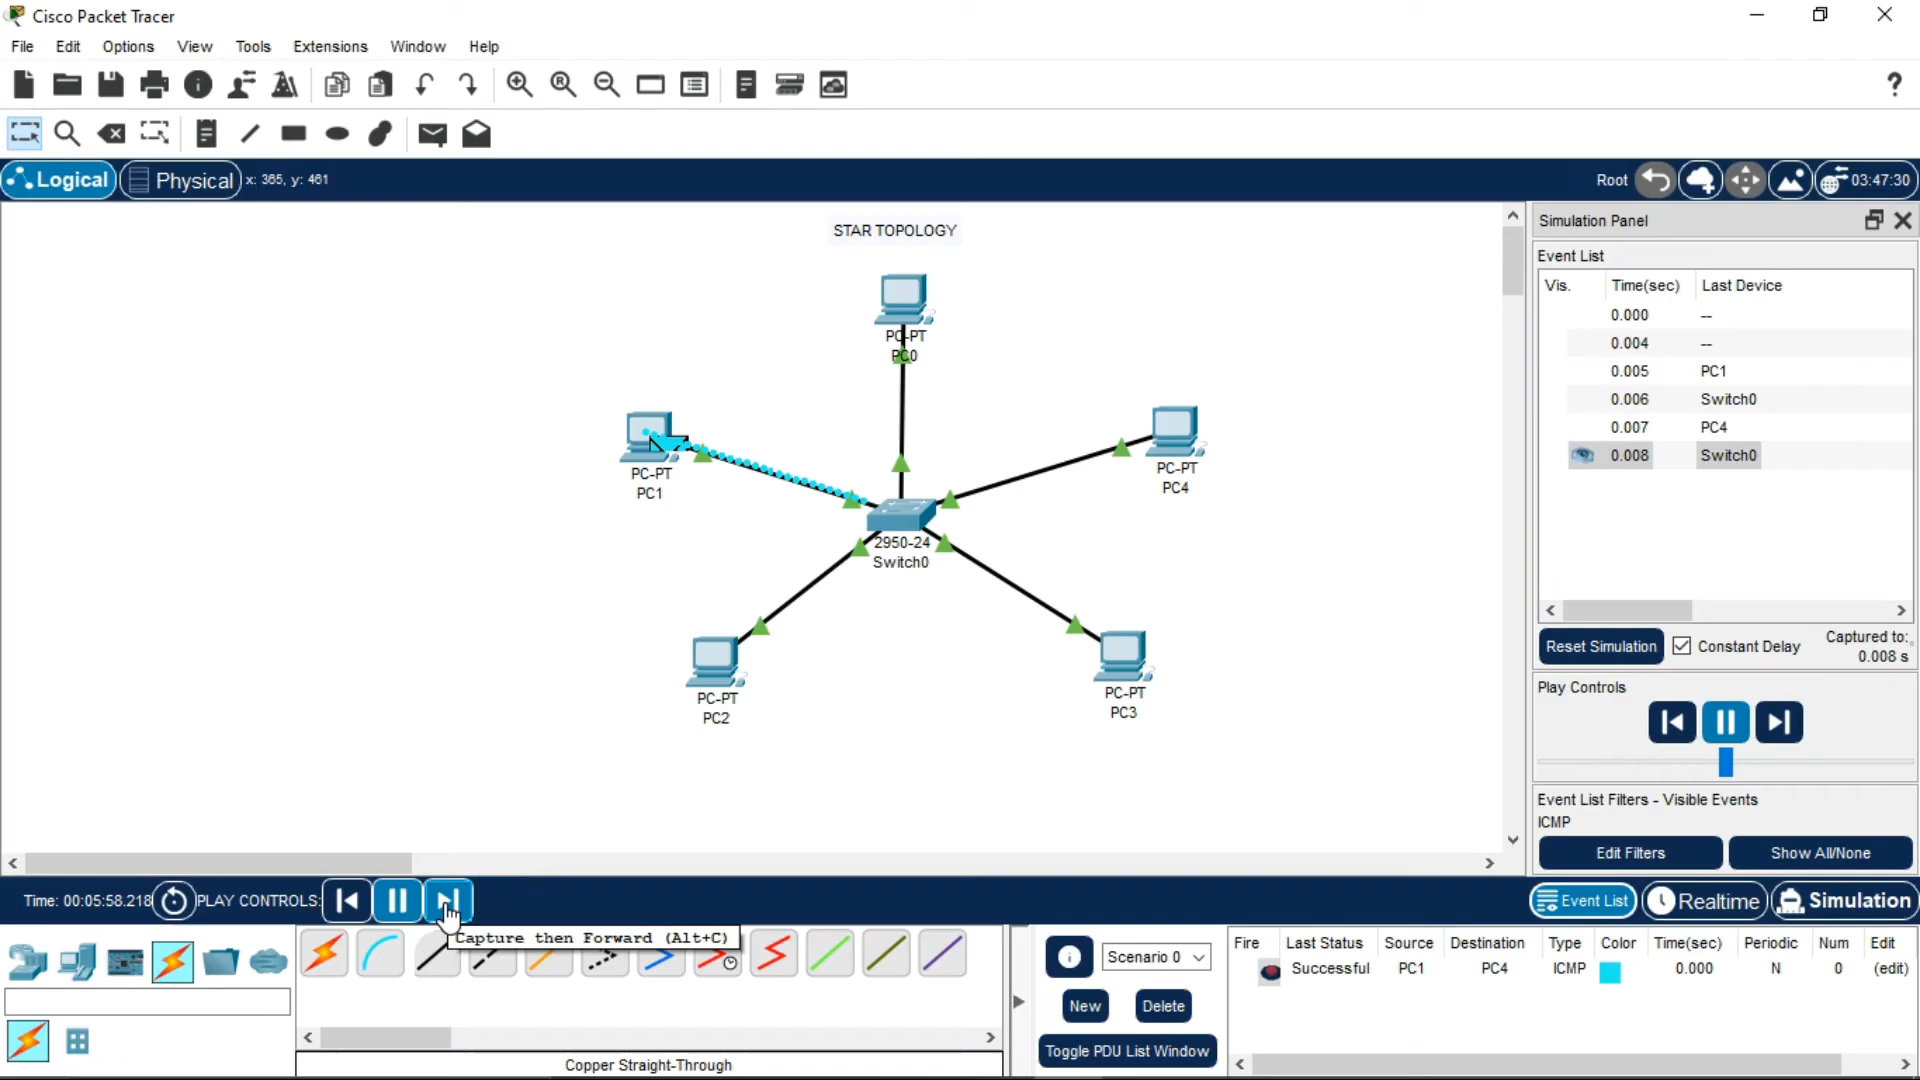 Cisco Packet Tracer
File Edit Options View Tools Extensions Window Help
Logical Physical x: 365, y: 461 Root 03:47:30
STAR TOPOLOGY
PC-PT
PC0
PC-PT
PC1
PC-PT
PC4
2950-24
Switch0
PC-PT
PC2
PC-PT
PC3
Simulation Panel
Event List
Vis. Time(sec) Last Device
0.000 --
0.004 --
0.005 PC1
0.006 Switch0
0.007 PC4
0.008 Switch0
Reset Simulation Constant Delay Captured to:
0.008 s
Play Controls
Event List Filters - Visible Events
ICMP
Edit Filters Show All/None
Time: 00:05:58.218 PLAY CONTROLS: Event List Realtime Simulation
Capture then Forward (Alt+C)
Copper Straight-Through
Scenario 0
New Delete
Toggle PDU List Window
Fire Last Status Source Destination Type Color Time(sec) Periodic Num Edit
Successful PC1 PC4 ICMP 0.000 N 0 (edit)